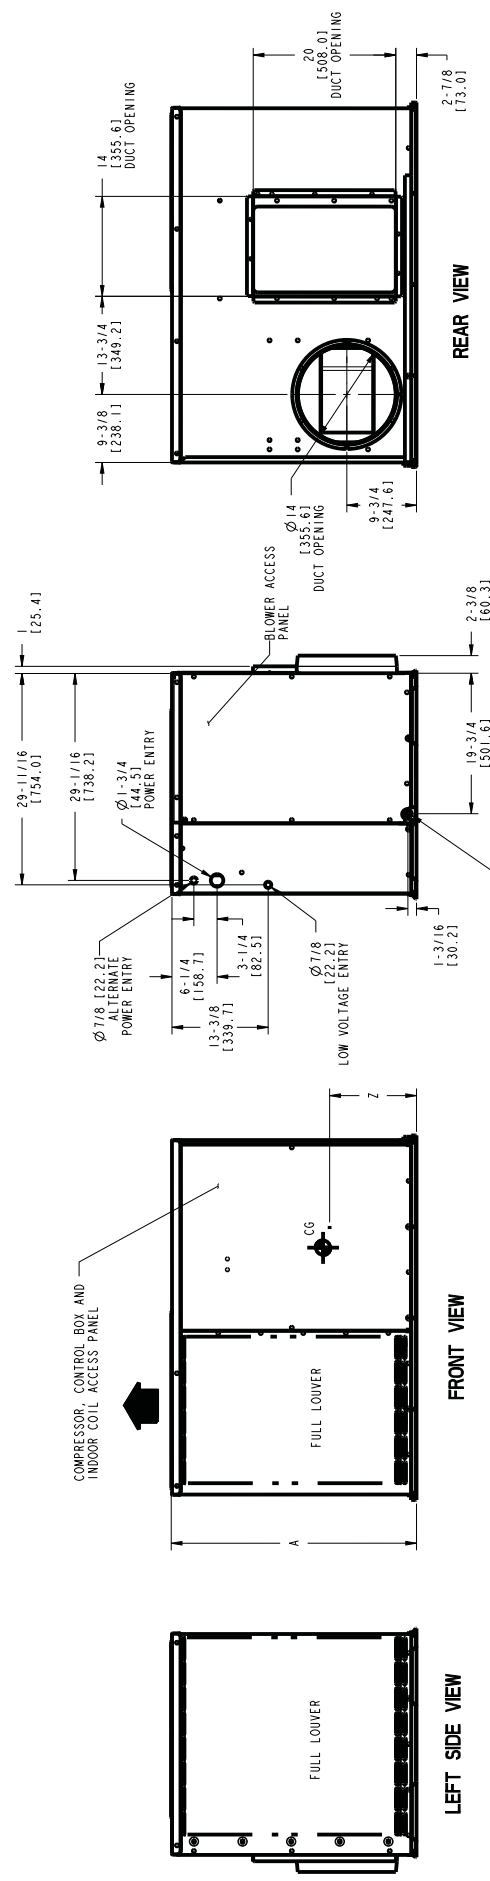 FULL LOUVER
LEFT SIDE VIEW
COMPRESSOR, CONTROL BOX AND
INDOOR COIL ACCESS PANEL
A
FULL LOUVER
CG
Z
FRONT VIEW
29-11/16
[754.0]
29-1/16
[738.2]
1
[25.4]
Ø 7/8 [22.2]
ALTERNATE
POWER ENTRY
Ø 1-3/4
[44.5]
POWER ENTRY
6-1/4
[158.7]
3-1/4
[82.5]
13-3/8
[339.7]
Ø 7/8
[22.2]
LOW VOLTAGE ENTRY
BLOWER ACCESS
PANEL
1-3/16
[30.2]
19-3/4
[501.6]
2-3/8
[60.3]
9-3/8
[238.1]
13-3/4
[349.2]
14
[355.6]
DUCT OPENING
20
[508.0]
DUCT OPENING
2-7/8
[73.0]
Ø 14
[355.6]
DUCT OPENING
9-3/4
[247.6]
REAR VIEW